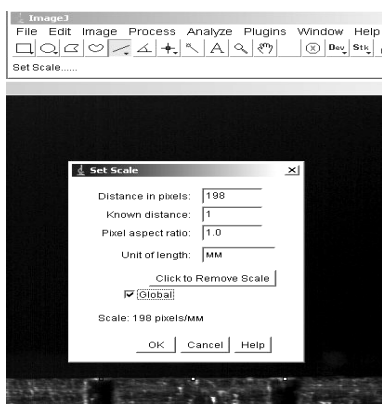 ImageJ
File Edit Image Process Analyze Plugins Window Help
A Dev Stk
Set Scale.....
Set Scale
Distance in pixels: 198
Known distance: 1
Pixel aspect ratio: 1.0
Unit of length: мм
Click to Remove Scale
Global
Scale: 198 pixels/мм
OK Cancel Help